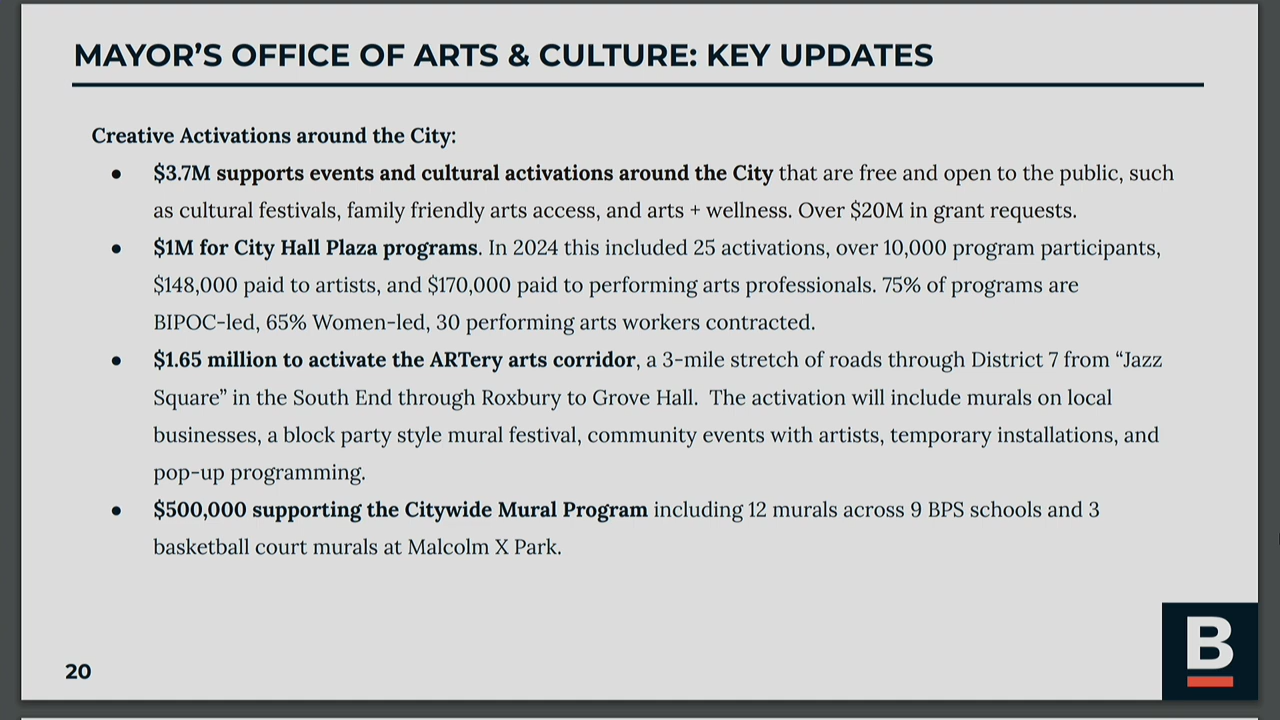 MAYOR'S OFFICE OF ARTS & CULTURE: KEY UPDATES
Creative Activations around the City:
● $3.7M supports events and cultural activations around the City that are free and open to the public, such
as cultural festivals, family friendly arts access, and arts + wellness. Over $20M in grant requests.
● $1M for City Hall Plaza programs. In 2024 this included 25 activations, over 10,000 program participants,
$148,000 paid to artists, and $170,000 paid to performing arts professionals. 75% of programs are
BIPOC-led, 65% Women-led, 30 performing arts workers contracted.
● $1.65 million to activate the ARTery arts corridor, a 3-mile stretch of roads through District 7 from “Jazz
Square” in the South End through Roxbury to Grove Hall.  The activation will include murals on local
businesses, a block party style mural festival, community events with artists, temporary installations, and
pop-up programming.
● $500,000 supporting the Citywide Mural Program including 12 murals across 9 BPS schools and 3
basketball court murals at Malcolm X Park.
20
B